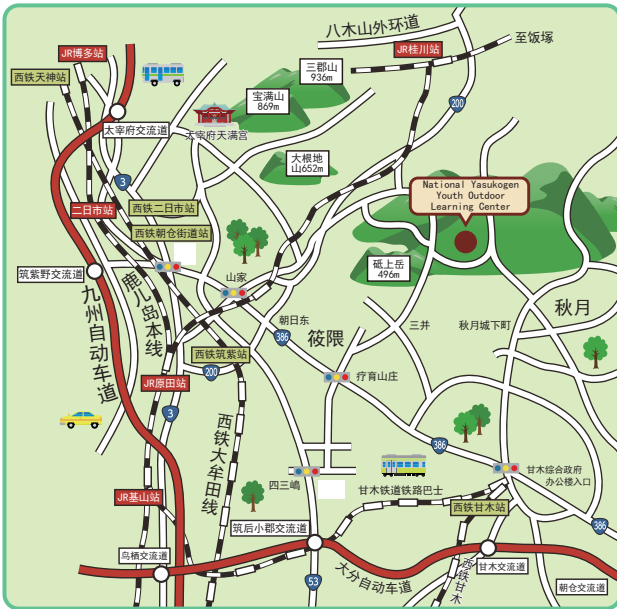 八木山外环道
JR桂川站
至饭塚
JR博多站
西铁天神站
三郡山
936m
宝满山
869m
200
太宰府交流道
太宰府天满宫
大根地
山652m
3
National Yasukogen
Youth Outdoor
Learning Center
二日市站
西铁二日市站
西铁朝仓街道站
筑紫野交流道
山家
砥上岳
496m
九州自动车道
鹿儿岛本线
朝日东
386
筱隈
三井
秋月城下町
秋月
西铁筑紫站
200
JR原田站
疗育山庄
3
西铁大牟田线
386
JR基山站
四三嶋
甘木铁道铁路巴士
甘木综合政府
办公楼入口
西铁甘木站
386
筑后小郡交流道
鸟栖交流道
53
大分自动车道
西铁甘木
甘木交流道
朝仓交流道